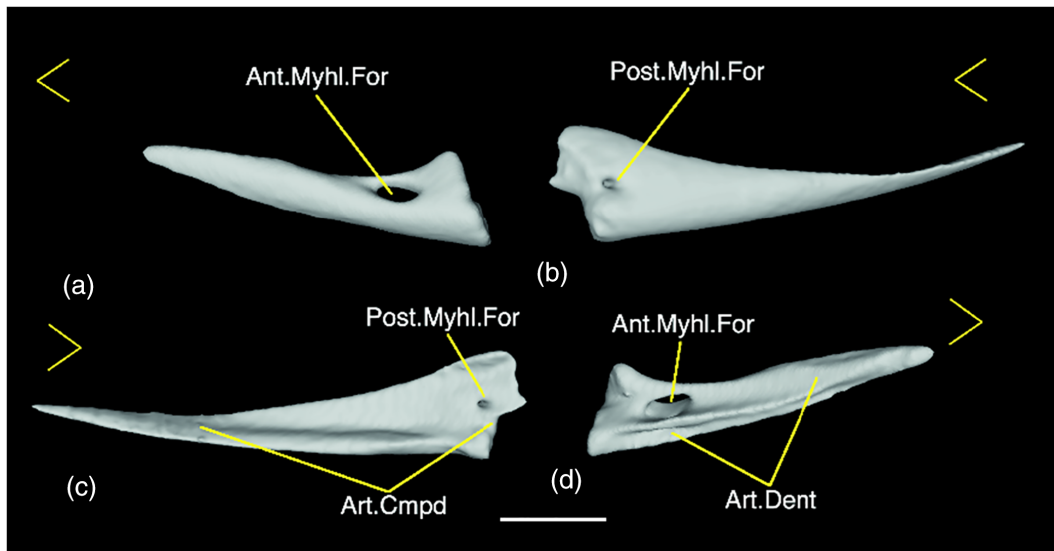 Ant.Myhl.For
Post.Myhl.For
(a)
(b)
Post.Myhl.For
Ant.Myhl.For
(c)
Art.Cmpd
(d)
Art.Dent